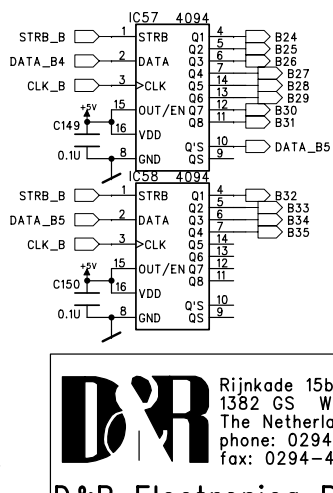 IC57 4094
STRB_B 1 STRB Q1 4 B24
Q2 5 B25
DATA_B4 2 DATA Q3 6 B26
Q4 7 B27
CLK_B 3 >CLK Q5 14 B28
Q6 13 B29
+5V 15 OUT/EN Q7 12 B30
Q8 11 B31
C149 16 VDD
Q'S 10 DATA_B5
0.1U 8 GND QS 9
IC58 4094
STRB_B 1 STRB Q1 4 B32
Q2 5 B33
DATA_B5 2 DATA Q3 6 B34
Q4 7 B35
CLK_B 3 >CLK Q5 14
Q6 13
+5V 15 OUT/EN Q7 12
Q8 11
C150 16 VDD
Q'S 10
0.1U 8 GND QS 9
D&R
Rijnkade 15b
1382 GS W
The Netherla
phone: 0294
fax: 0294-4
D&R Electronica